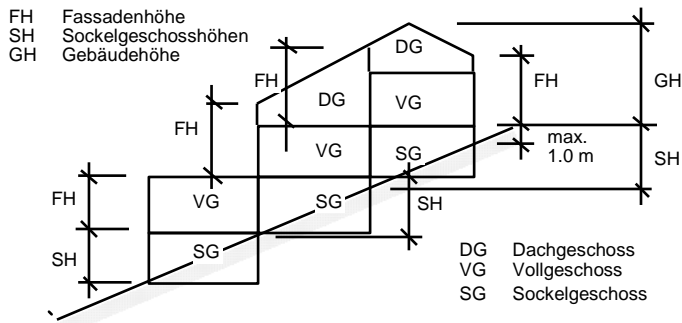 FH Fassadenhöhe
SH Sockelgeschosshöhen
GH Gebäudehöhe
DG
FH
FH
GH
DG
VG
FH
max.
1.0 m
VG
SG
SH
FH
VG
SG
SH
SH
SG
DG Dachgeschoss
VG Vollgeschoss
SG Sockelgeschoss